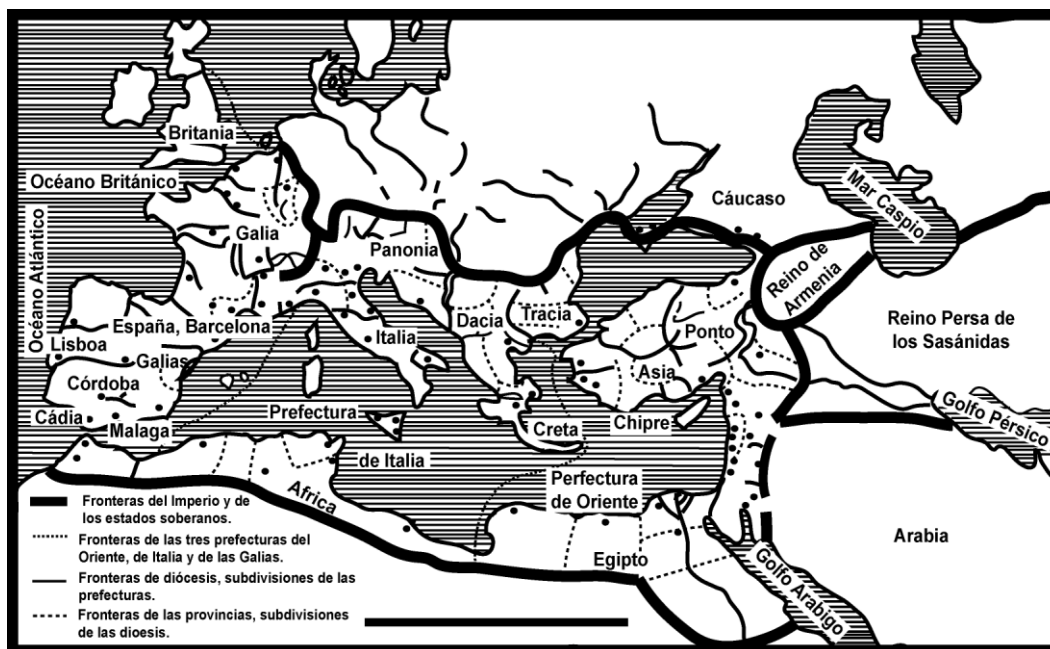 Britania
Océano Británico
Océano Atlántico
Galia
Panonia
Cáucaso
Mar Caspio
Reino de
Armenia
España, Barcelona
Lisboa
Galias
Córdoba
Cádia
Malaga
Italia
Dacia
Tracia
Ponto
Asia
Reino Persa de
los Sasánidas
Prefectura
de Italia
Creta
Chipre
Golfo Pérsico
Perfectura
de Oriente
Africa
Egipto
Arabia
Golfo Arabigo
Fronteras del Imperio y de
los estados soberanos.
Fronteras de las tres prefecturas del
Oriente, de Italia y de las Galias.
Fronteras de diócesis, subdivisiones de las
prefecturas.
Fronteras de las provincias, subdivisiones
de las dioesis.